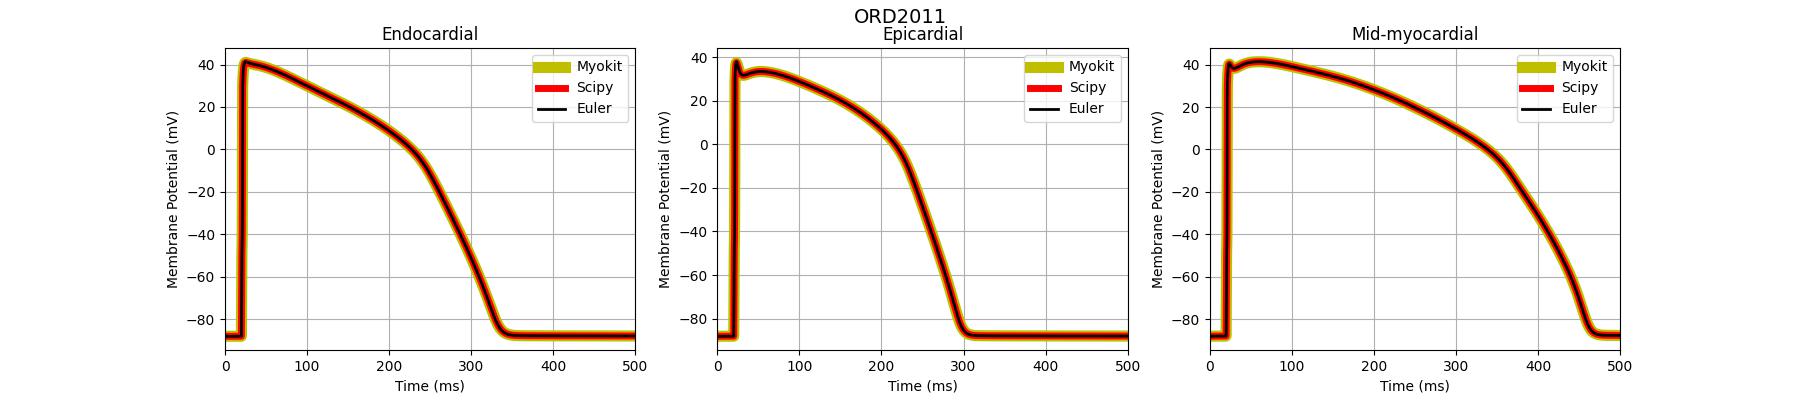 ORD2011
Endocardial
Membrane Potential (mV)
40
20
0
−20
−40
−60
−80
Myokit
Scipy
Euler
0 100 200 300 400 500
Time (ms)
Epicardial
Membrane Potential (mV)
40
20
0
−20
−40
−60
−80
Myokit
Scipy
Euler
0 100 200 300 400 500
Time (ms)
Mid-myocardial
Membrane Potential (mV)
40
20
0
−20
−40
−60
−80
Myokit
Scipy
Euler
0 100 200 300 400 500
Time (ms)